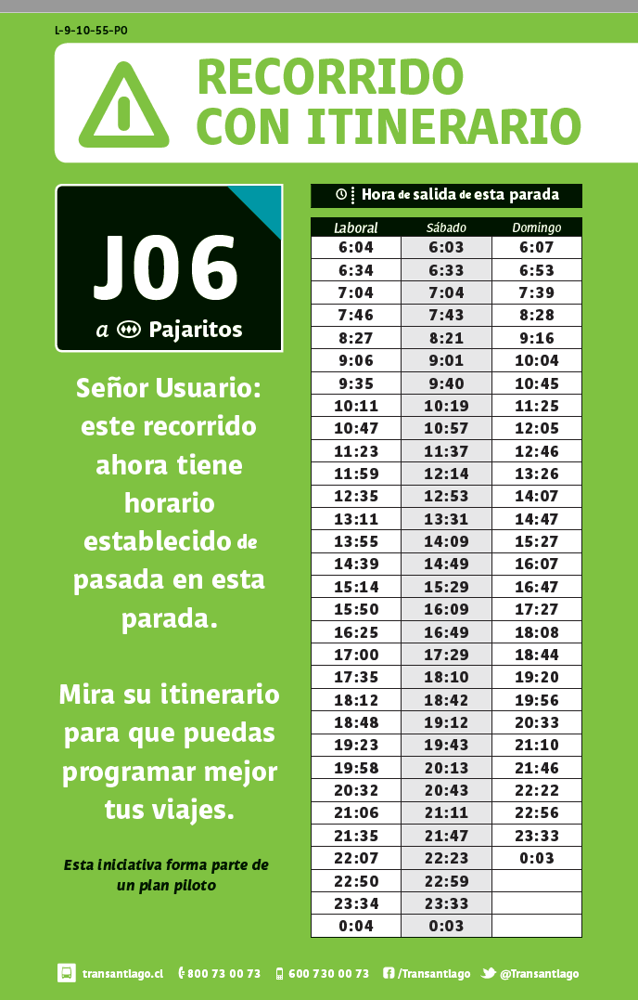 L-9-10-55-PO
RECORRIDO
CON ITINERARIO
J06
a Pajaritos
Señor Usuario:
este recorrido
ahora tiene
horario
establecido de
pasada en esta
parada.
Mira su itinerario
para que puedas
programar mejor
tus viajes.
Esta iniciativa forma parte de
un plan piloto
Hora de salida de esta parada
Laboral Sábado Domingo
6:04 6:03 6:07
6:34 6:33 6:53
7:04 7:04 7:39
7:46 7:43 8:28
8:27 8:21 9:16
9:06 9:01 10:04
9:35 9:40 10:45
10:11 10:19 11:25
10:47 10:57 12:05
11:23 11:37 12:46
11:59 12:14 13:26
12:35 12:53 14:07
13:11 13:31 14:47
13:55 14:09 15:27
14:39 14:49 16:07
15:14 15:29 16:47
15:50 16:09 17:27
16:25 16:49 18:08
17:00 17:29 18:44
17:35 18:10 19:20
18:12 18:42 19:56
18:48 19:12 20:33
19:23 19:43 21:10
19:58 20:13 21:46
20:32 20:43 22:22
21:06 21:11 22:56
21:35 21:47 23:33
22:07 22:23 0:03
22:50 22:59
23:34 23:33
0:04 0:03
transantiago.cl 800 73 00 73 600 730 00 73 /Transantiago @Transantiago